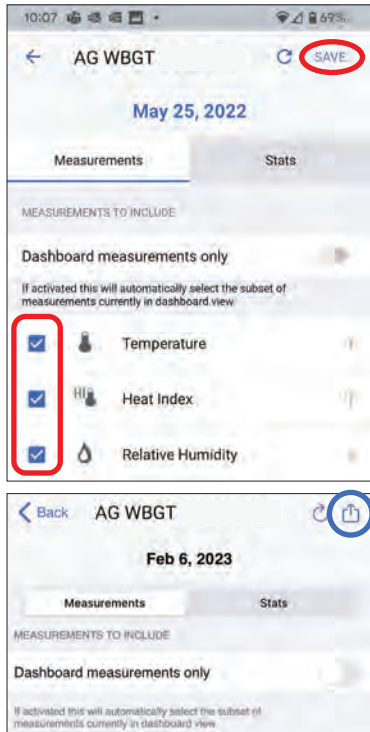 10:07 69%
AG WBGT SAVE
May 25, 2022
Measurements Stats
MEASUREMENTS TO INCLUDE
Dashboard measurements only
If activated this will automatically select the subset of
measurements currently in dashboard view
Temperature
HI Heat Index
Relative Humidity
Back AG WBGT
Feb 6, 2023
Measurements Stats
MEASUREMENTS TO INCLUDE
Dashboard measurements only
If activated this will automatically select the subset of
measurements currently in dashboard view